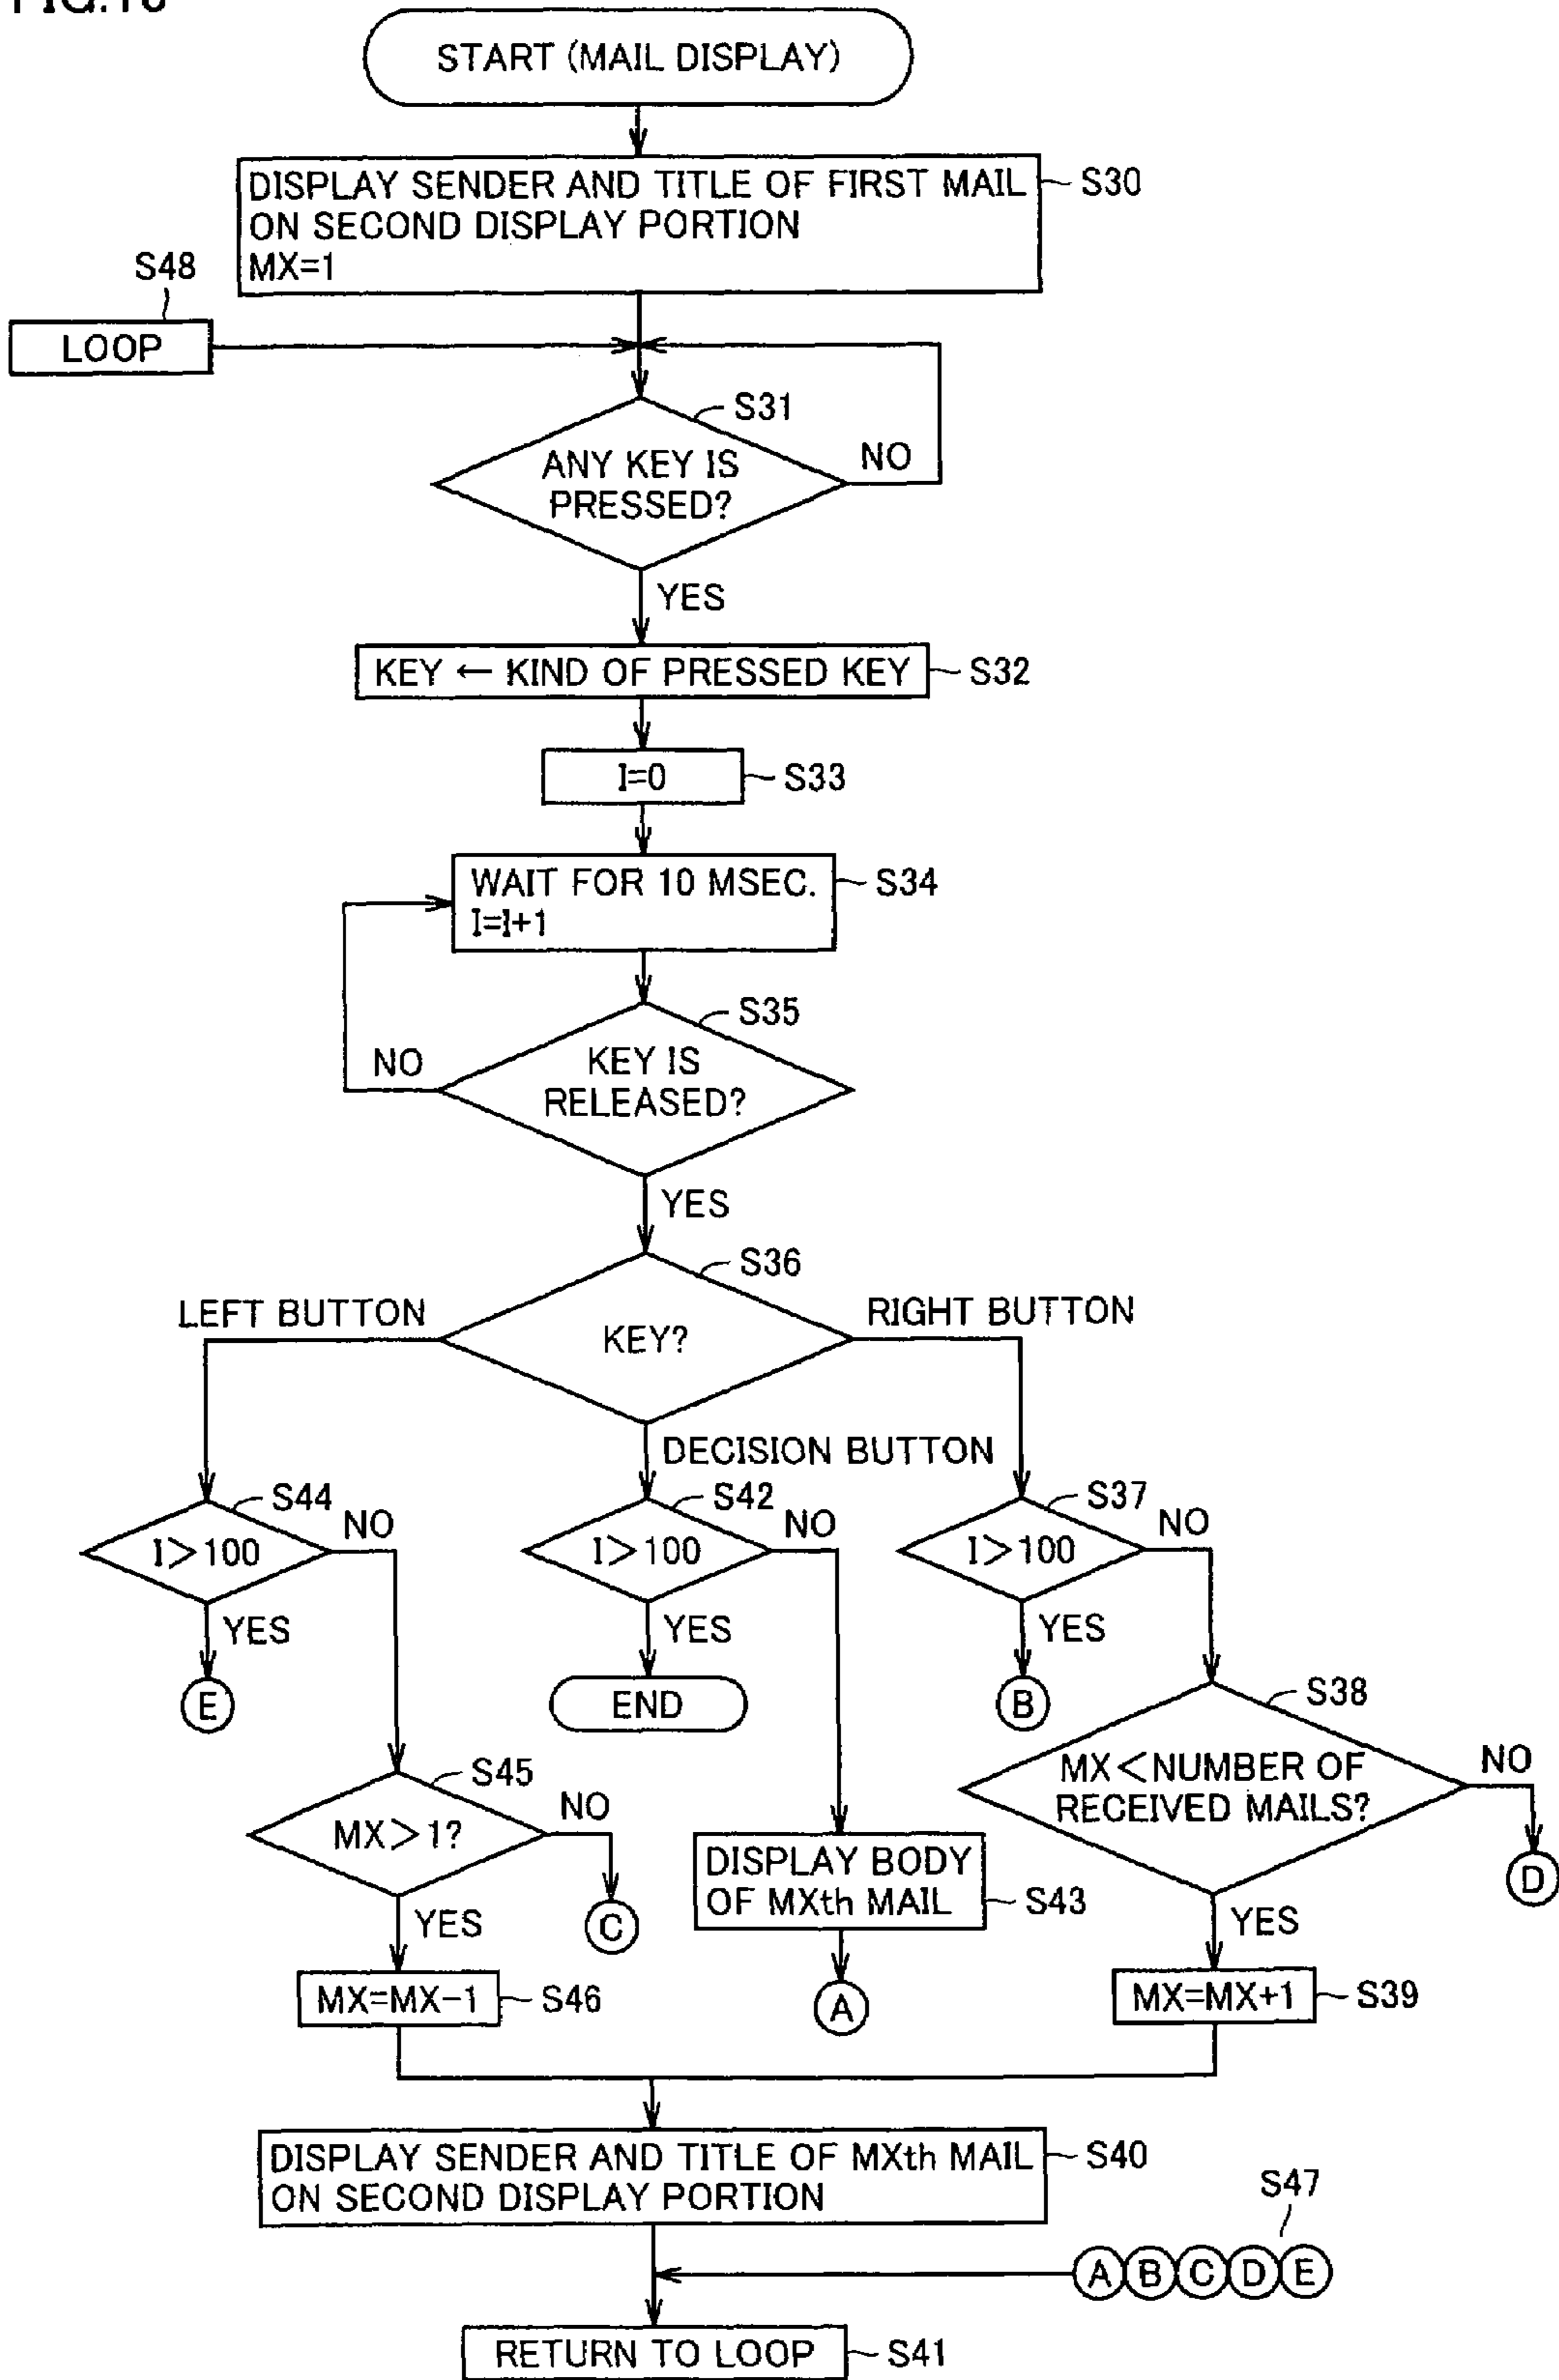 START (MAIL DISPLAY)
DISPLAY SENDER AND TITLE OF FIRST MAIL
ON SECOND DISPLAY PORTION
MX=1
S30
S48
LOOP
S31
ANY KEY IS
PRESSED?
NO
YES
KEY ← KIND OF PRESSED KEY
S32
I=0
S33
WAIT FOR 10 MSEC.
I=I+1
S34
S35
KEY IS
RELEASED?
NO
YES
S36
KEY?
LEFT BUTTON
RIGHT BUTTON
DECISION BUTTON
S44
I>100
NO
YES
E
S42
I>100
NO
YES
END
S37
I>100
NO
YES
B
S38
MX<NUMBER OF
RECEIVED MAILS?
NO
D
YES
S45
MX>1?
NO
C
YES
DISPLAY BODY
OF MXth MAIL
S43
A
MX=MX-1
S46
MX=MX+1
S39
DISPLAY SENDER AND TITLE OF MXth MAIL
ON SECOND DISPLAY PORTION
S40
S47
A B C D E
RETURN TO LOOP
S41